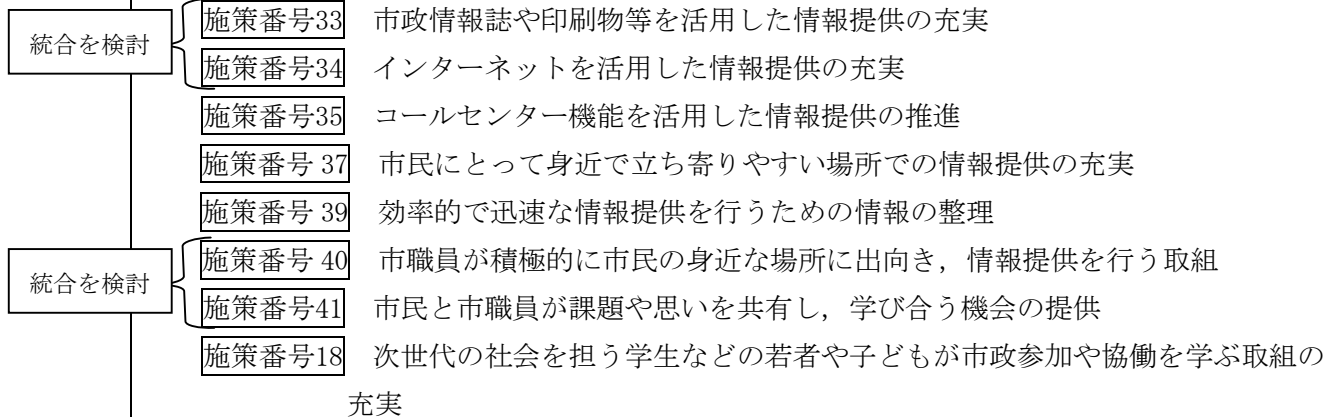 統合を検討
施策番号33 市政情報誌や印刷物等を活用した情報提供の充実
施策番号34 インターネットを活用した情報提供の充実
施策番号35 コールセンター機能を活用した情報提供の推進
施策番号 37 市民にとって身近で立ち寄りやすい場所での情報提供の充実
施策番号 39 効率的で迅速な情報提供を行うための情報の整理
統合を検討
施策番号 40 市職員が積極的に市民の身近な場所に出向き，情報提供を行う取組
施策番号41 市民と市職員が課題や思いを共有し，学び合う機会の提供
施策番号18 次世代の社会を担う学生などの若者や子どもが市政参加や協働を学ぶ取組の
充実